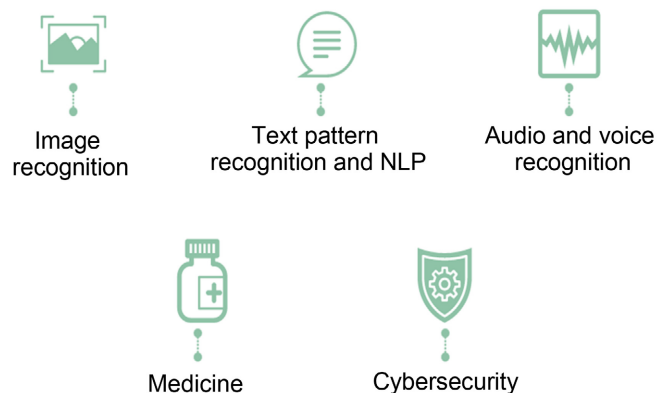 Image
recognition
Text pattern
recognition and NLP
Audio and voice
recognition
Medicine
Cybersecurity